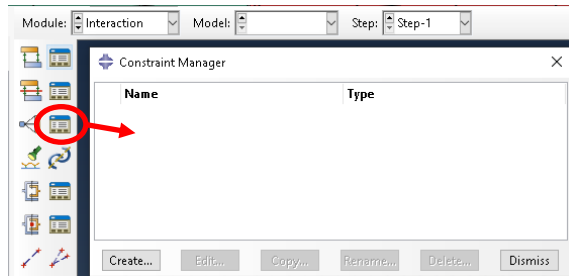 Module: Interaction Model: Step: Step-1
Constraint Manager
Name Type
Create... Edit... Copy... Rename... Delete... Dismiss